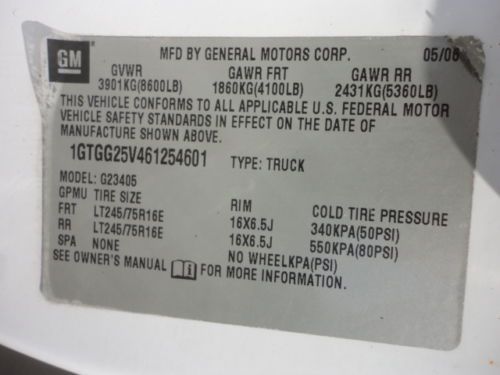 GM
MFD BY GENERAL MOTORS CORP. 05/06
GVWR GAWR FRT GAWR RR
3901KG(8600LB) 1860KG(4100LB) 2431KG(5360LB)
THIS VEHICLE CONFORMS TO ALL APPLICABLE U.S. FEDERAL MOTOR
VEHICLE SAFETY STANDARDS IN EFFECT ON THE DATE OF
MANUFACTURE SHOWN ABOVE.
1GTGG25V461254601 TYPE: TRUCK
MODEL: G23405
GPMU TIRE SIZE RIM COLD TIRE PRESSURE
FRT LT245/75R16E 16X6.5J 340KPA(50PSI)
RR LT245/75R16E 16X6.5J 550KPA(80PSI)
SPA NONE NO WHEELKPA(PSI)
SEE OWNER'S MANUAL i FOR MORE INFORMATION.